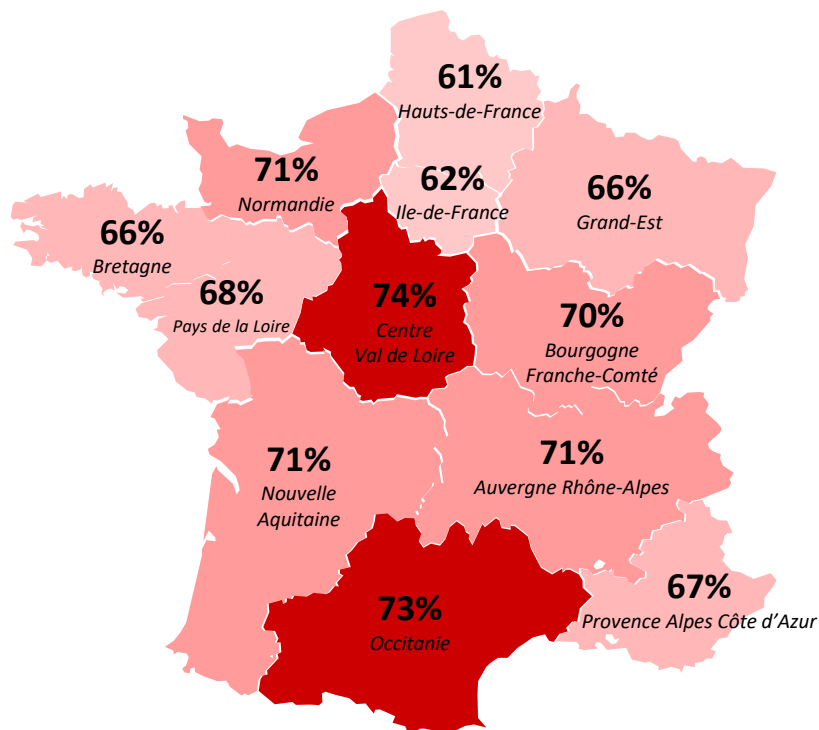 61%
Hauts-de-France
71%
Normandie
62%
Ile-de-France
66%
Grand-Est
66%
Bretagne
68%
Pays de la Loire
74%
Centre
Val de Loire
70%
Bourgogne
Franche-Comté
71%
Nouvelle
Aquitaine
71%
Auvergne Rhône-Alpes
73%
Occitanie
67%
Provence Alpes Côte d’Azur